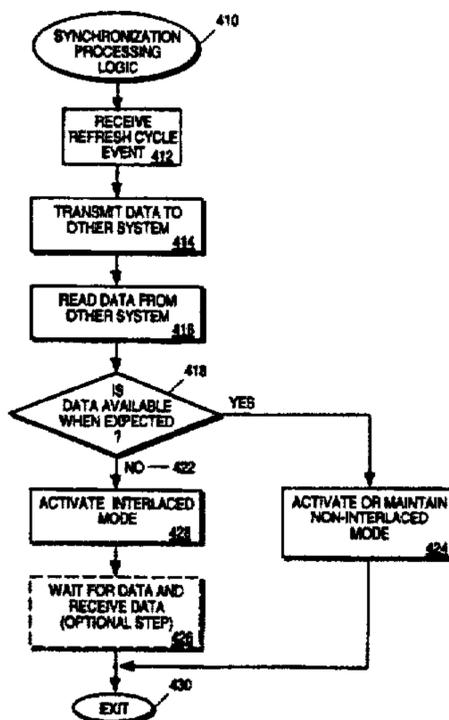 SYNCHRONIZATION
PROCESSING
LOGIC
410
RECEIVE
REFRESH CYCLE
EVENT 412
TRANSMIT DATA TO
OTHER SYSTEM
414
READ DATA FROM
OTHER SYSTEM
416
418
IS
DATA AVAILABLE
WHEN EXPECTED
?
YES
NO 422
ACTIVATE INTERLACED
MODE
ACTIVATE OR MAINTAIN
NON-INTERLACED
MODE 424
WAIT FOR DATA AND
RECEIVE DATA
(OPTIONAL STEP)
EXIT
430